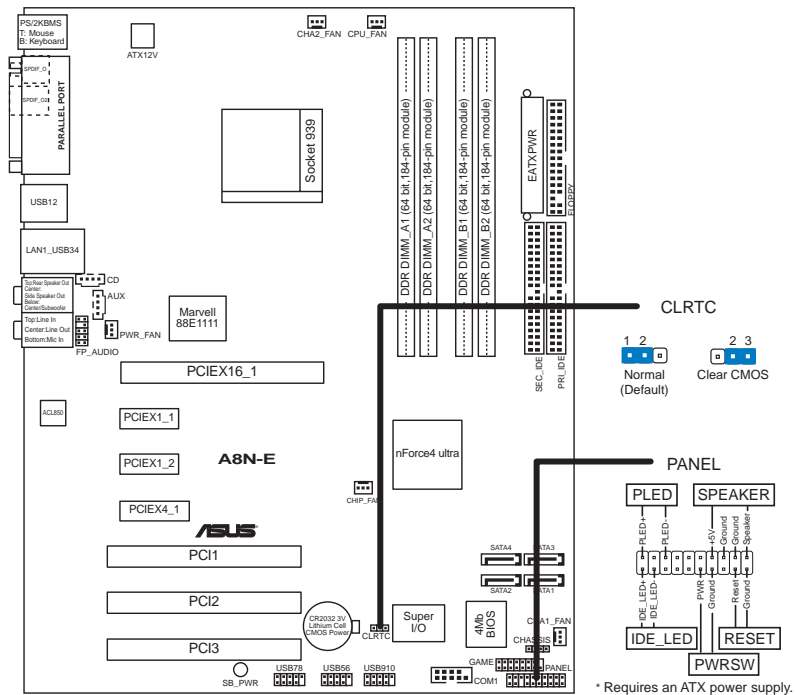 PS/2KBMS
T: Mouse
B: Keyboard
CHA2_FAN
CPU_FAN
ATX12V
SPDIF_O
SPDIF_O2
PARALLEL PORT
Socket 939
DDR DIMM_A1 (64 bit,184-pin module)
DDR DIMM_A2 (64 bit,184-pin module)
DDR DIMM_B1 (64 bit,184-pin module)
DDR DIMM_B2 (64 bit,184-pin module)
EATXPWR
FLOPPY
USB12
LAN1_USB34
CD
AUX
Top:Rear Speaker Out
Center:
Side Speaker Out
Below:
Center/Subwoofer
Top:Line In
Center:Line Out
Bottom:Mic In
FP_AUDIO
PWR_FAN
Marvell
88E1111
SEC_IDE
PRI_IDE
CLRTC
1 2
Normal
(Default)
2 3
Clear CMOS
PCIEX16_1
ACL850
PCIEX1_1
PCIEX1_2
A8N-E
nForce4 ultra
CHIP_FAN
PCIEX4_1
ASUS
PANEL
PLED
SPEAKER
PLED+
PLED-
+5V
Ground
Ground
Speaker
IDE_LED+
IDE_LED-
PWR
Ground
Reset
Ground
IDE_LED
RESET
PWRSW
* Requires an ATX power supply.
PCI1
PCI2
PCI3
SATA4
SATA3
SATA2
SATA1
CR2032 3V
Lithium Cell
CMOS Power
CLRTC
Super
I/O
4Mb
BIOS
CHA1_FAN
CHASSIS
GAME
PANEL
SB_PWR
USB78
USB56
USB910
COM1